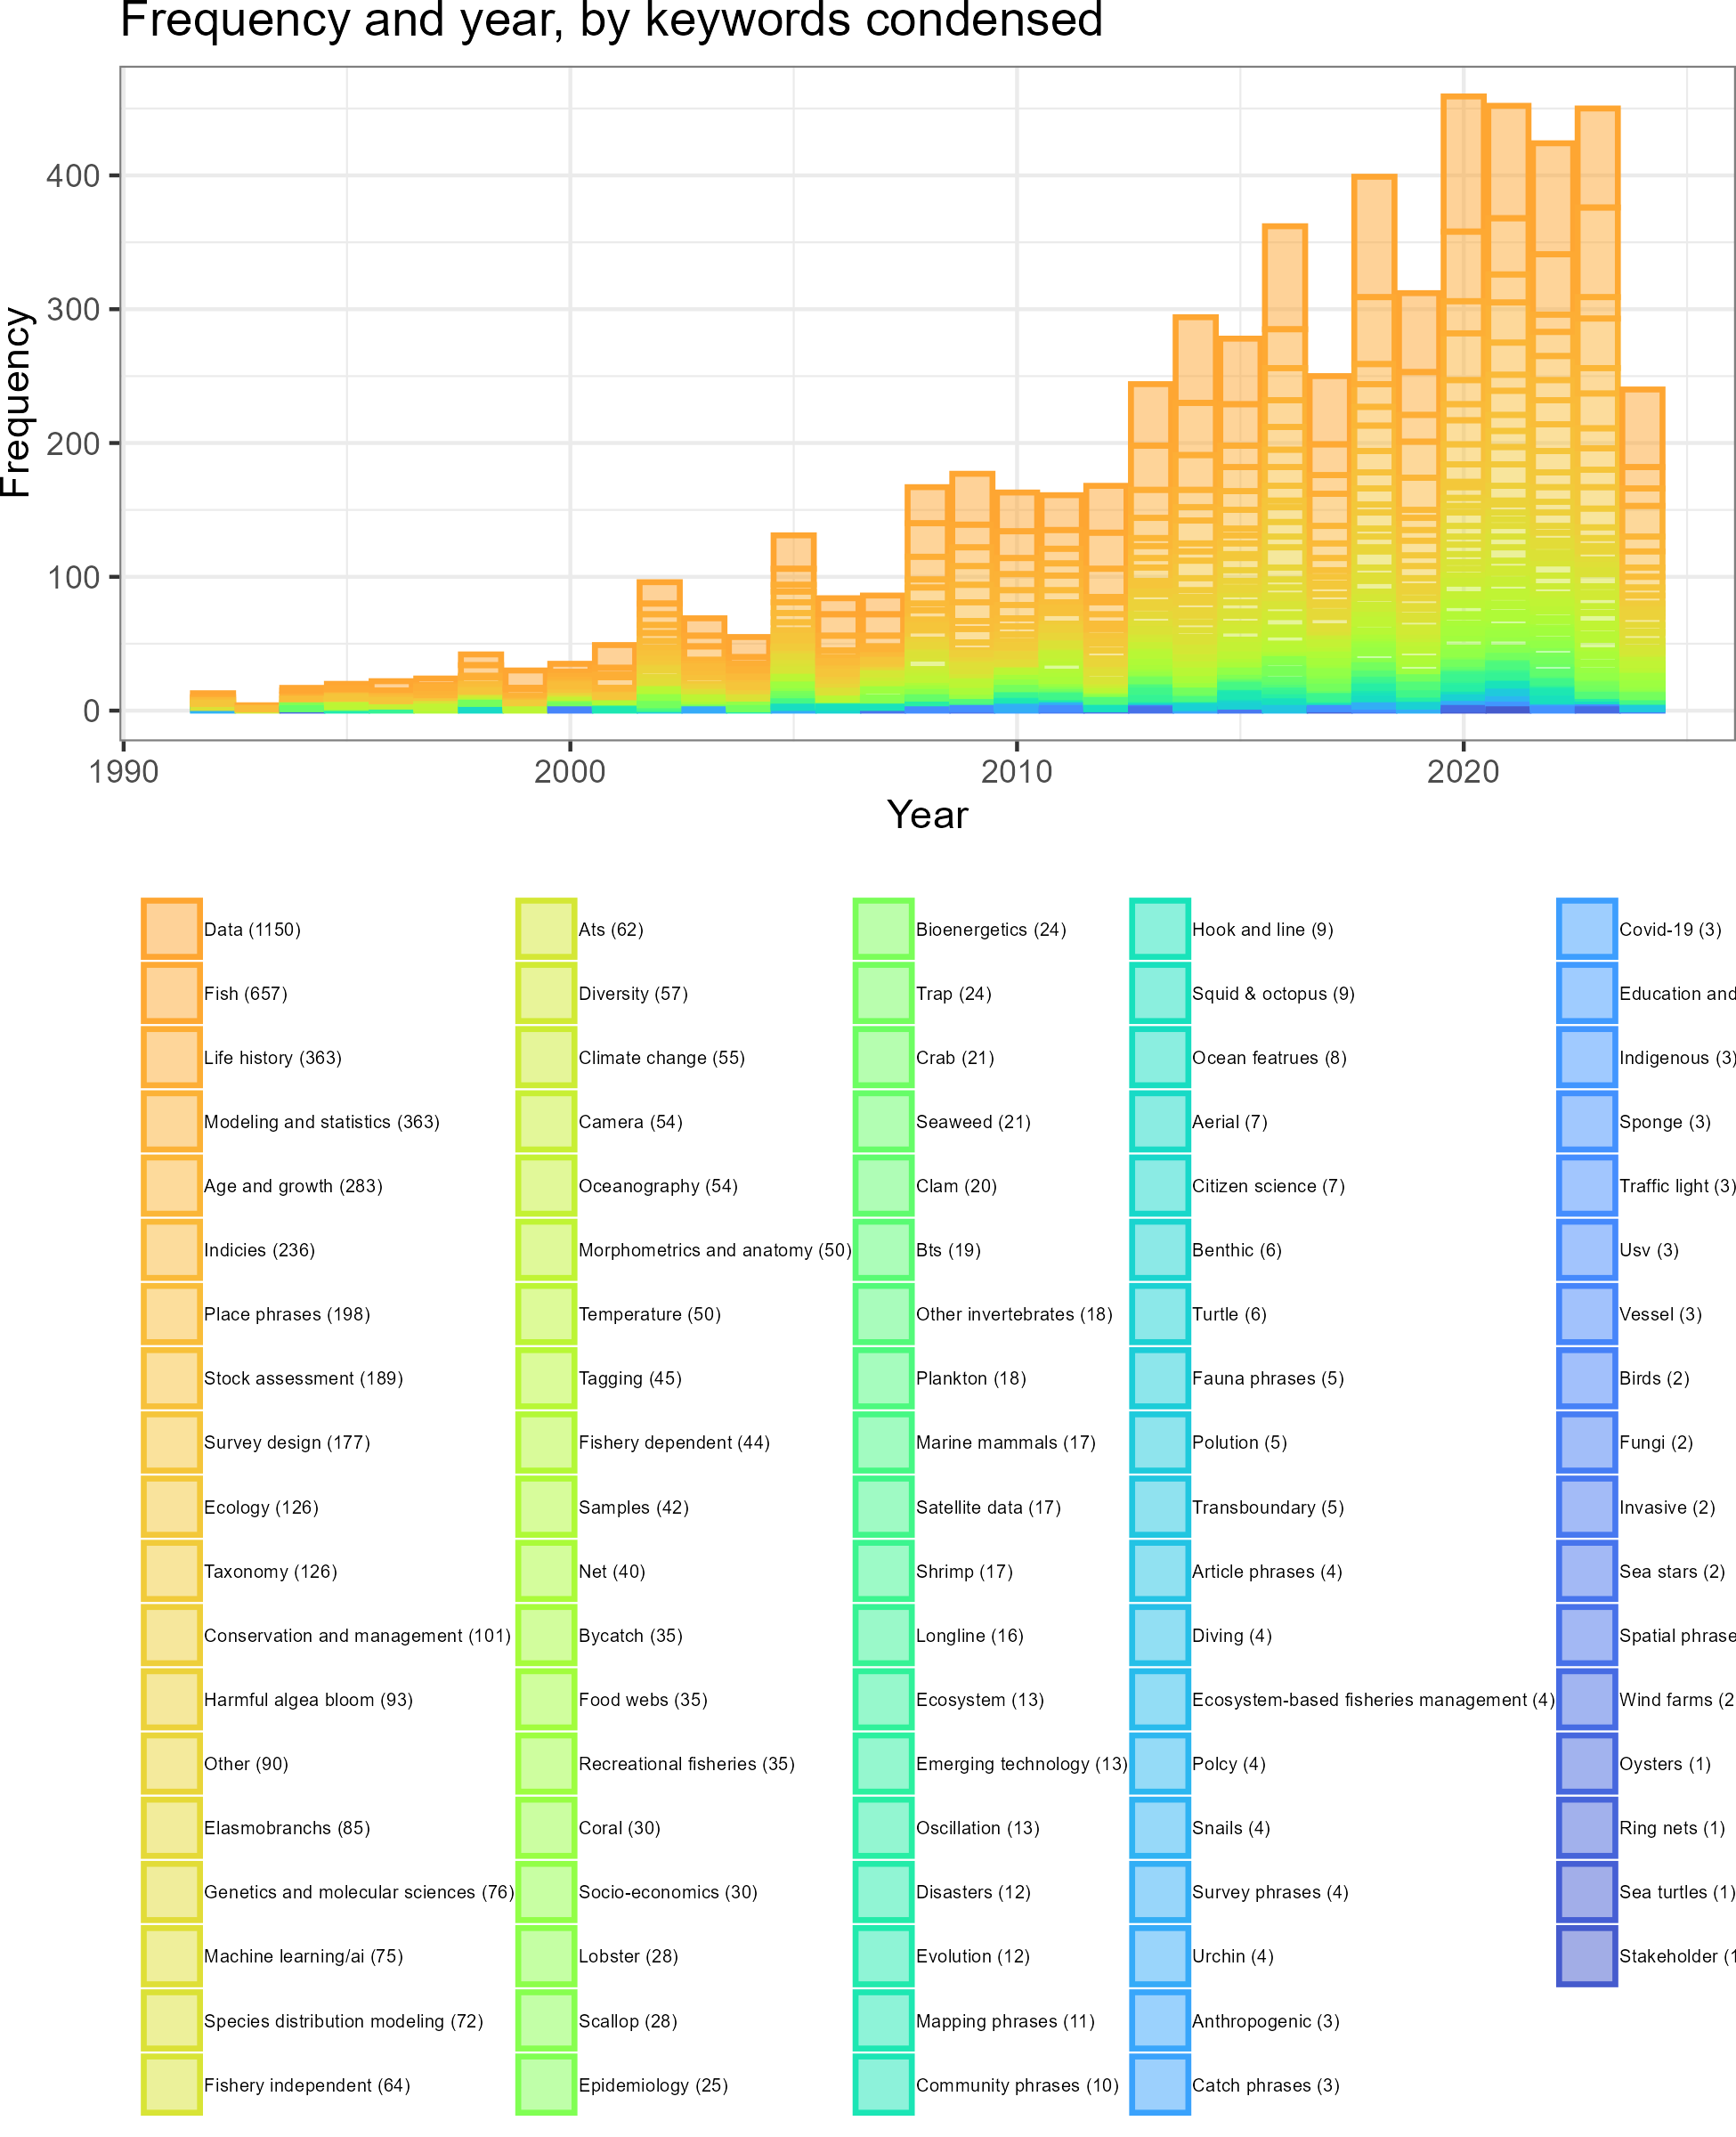 Frequency and year, by keywords condensed
Frequency
400
300
200
100
0
1990
2000
2010
2020
Year
Data (1150)
Fish (657)
Life history (363)
Modeling and statistics (363)
Age and growth (283)
Indicies (236)
Place phrases (198)
Stock assessment (189)
Survey design (177)
Ecology (126)
Taxonomy (126)
Conservation and management (101)
Harmful algea bloom (93)
Other (90)
Elasmobranchs (85)
Genetics and molecular sciences (76)
Machine learning/ai (75)
Species distribution modeling (72)
Fishery independent (64)
Ats (62)
Diversity (57)
Climate change (55)
Camera (54)
Oceanography (54)
Morphometrics and anatomy (50)
Temperature (50)
Tagging (45)
Fishery dependent (44)
Samples (42)
Net (40)
Bycatch (35)
Food webs (35)
Recreational fisheries (35)
Coral (30)
Socio-economics (30)
Lobster (28)
Scallop (28)
Epidemiology (25)
Bioenergetics (24)
Trap (24)
Crab (21)
Seaweed (21)
Clam (20)
Bts (19)
Other invertebrates (18)
Plankton (18)
Marine mammals (17)
Satellite data (17)
Shrimp (17)
Longline (16)
Ecosystem (13)
Emerging technology (13)
Oscillation (13)
Disasters (12)
Evolution (12)
Mapping phrases (11)
Community phrases (10)
Hook and line (9)
Squid & octopus (9)
Ocean featrues (8)
Aerial (7)
Citizen science (7)
Benthic (6)
Turtle (6)
Fauna phrases (5)
Polution (5)
Transboundary (5)
Article phrases (4)
Diving (4)
Ecosystem-based fisheries management (4)
Polcy (4)
Snails (4)
Survey phrases (4)
Urchin (4)
Anthropogenic (3)
Catch phrases (3)
Covid-19 (3)
Education and
Indigenous (3)
Sponge (3)
Traffic light (3)
Usv (3)
Vessel (3)
Birds (2)
Fungi (2)
Invasive (2)
Sea stars (2)
Spatial phrase
Wind farms (2
Oysters (1)
Ring nets (1)
Sea turtles (1)
Stakeholder (1